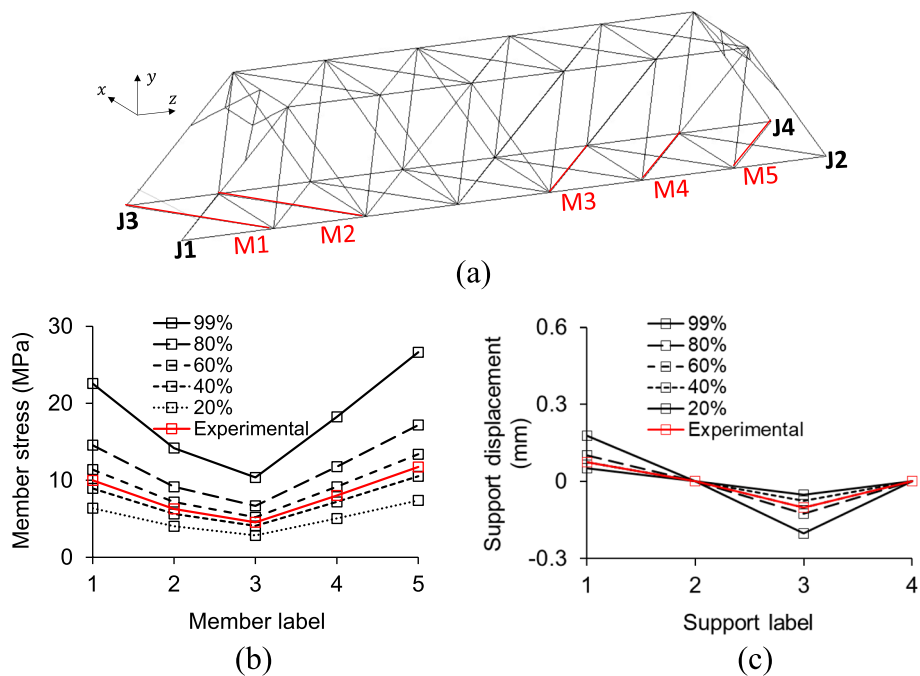 y
x
z
J4
J2
J3
J1
M1
M2
M3
M4
M5
(a)
Member stress (MPa)
30
20
10
0
99%
80%
60%
40%
20%
Experimental
1 2 3 4 5
Member label
(b)
Support displacement
(mm)
0.6
0.3
0
-0.3
99%
80%
60%
40%
20%
Experimental
1 2 3 4
Support label
(c)